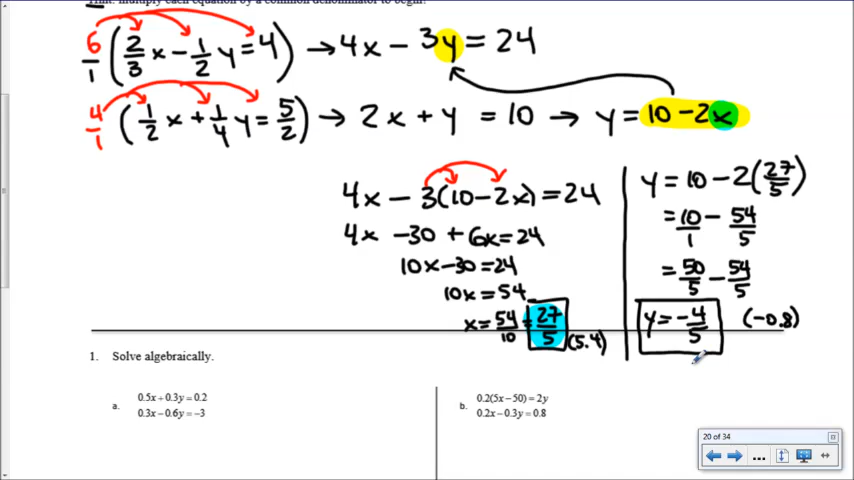 Hint: multiply each equation by a common denominator to begin!
6/1 (2/3 x - 1/2 y = 4) → 4x - 3y = 24
4/1 (1/2 x + 1/4 y = 5/2) → 2x + y = 10 → y = 10 - 2x
4x - 3(10 - 2x) = 24
4x - 30 + 6x = 24
10x - 30 = 24
10x = 54
x = 54/10 = 27/5 (5.4)
y = 10 - 2(27/5)
= 10/1 - 54/5
= 50/5 - 54/5
y = -4/5 (-0.8)
1. Solve algebraically.
a. 0.5x + 0.3y = 0.2
0.3x - 0.6y = -3
b. 0.2(5x - 50) = 2y
0.2x - 0.3y = 0.8
20 of 34